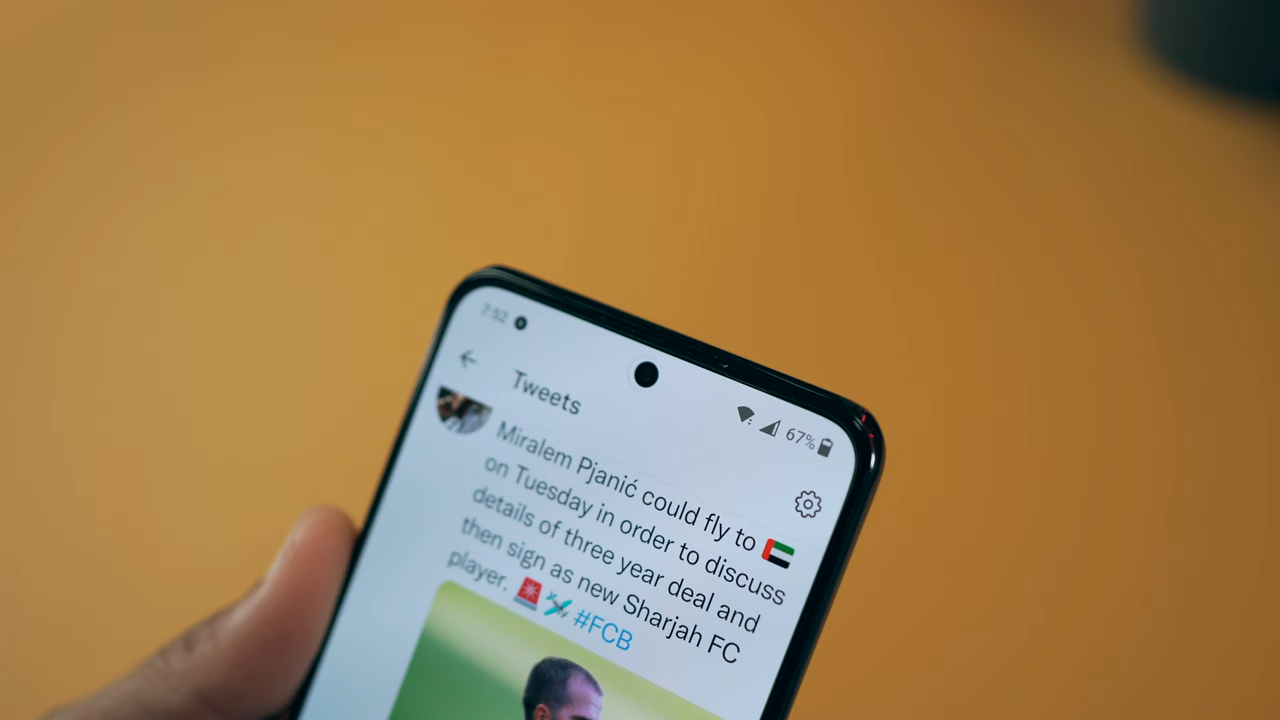 7:52
67%
Tweets
Miralem Pjanić could fly to 🇦🇪
on Tuesday in order to discuss
details of three year deal and
then sign as new Sharjah FC
player. 🚨✈️ #FCB